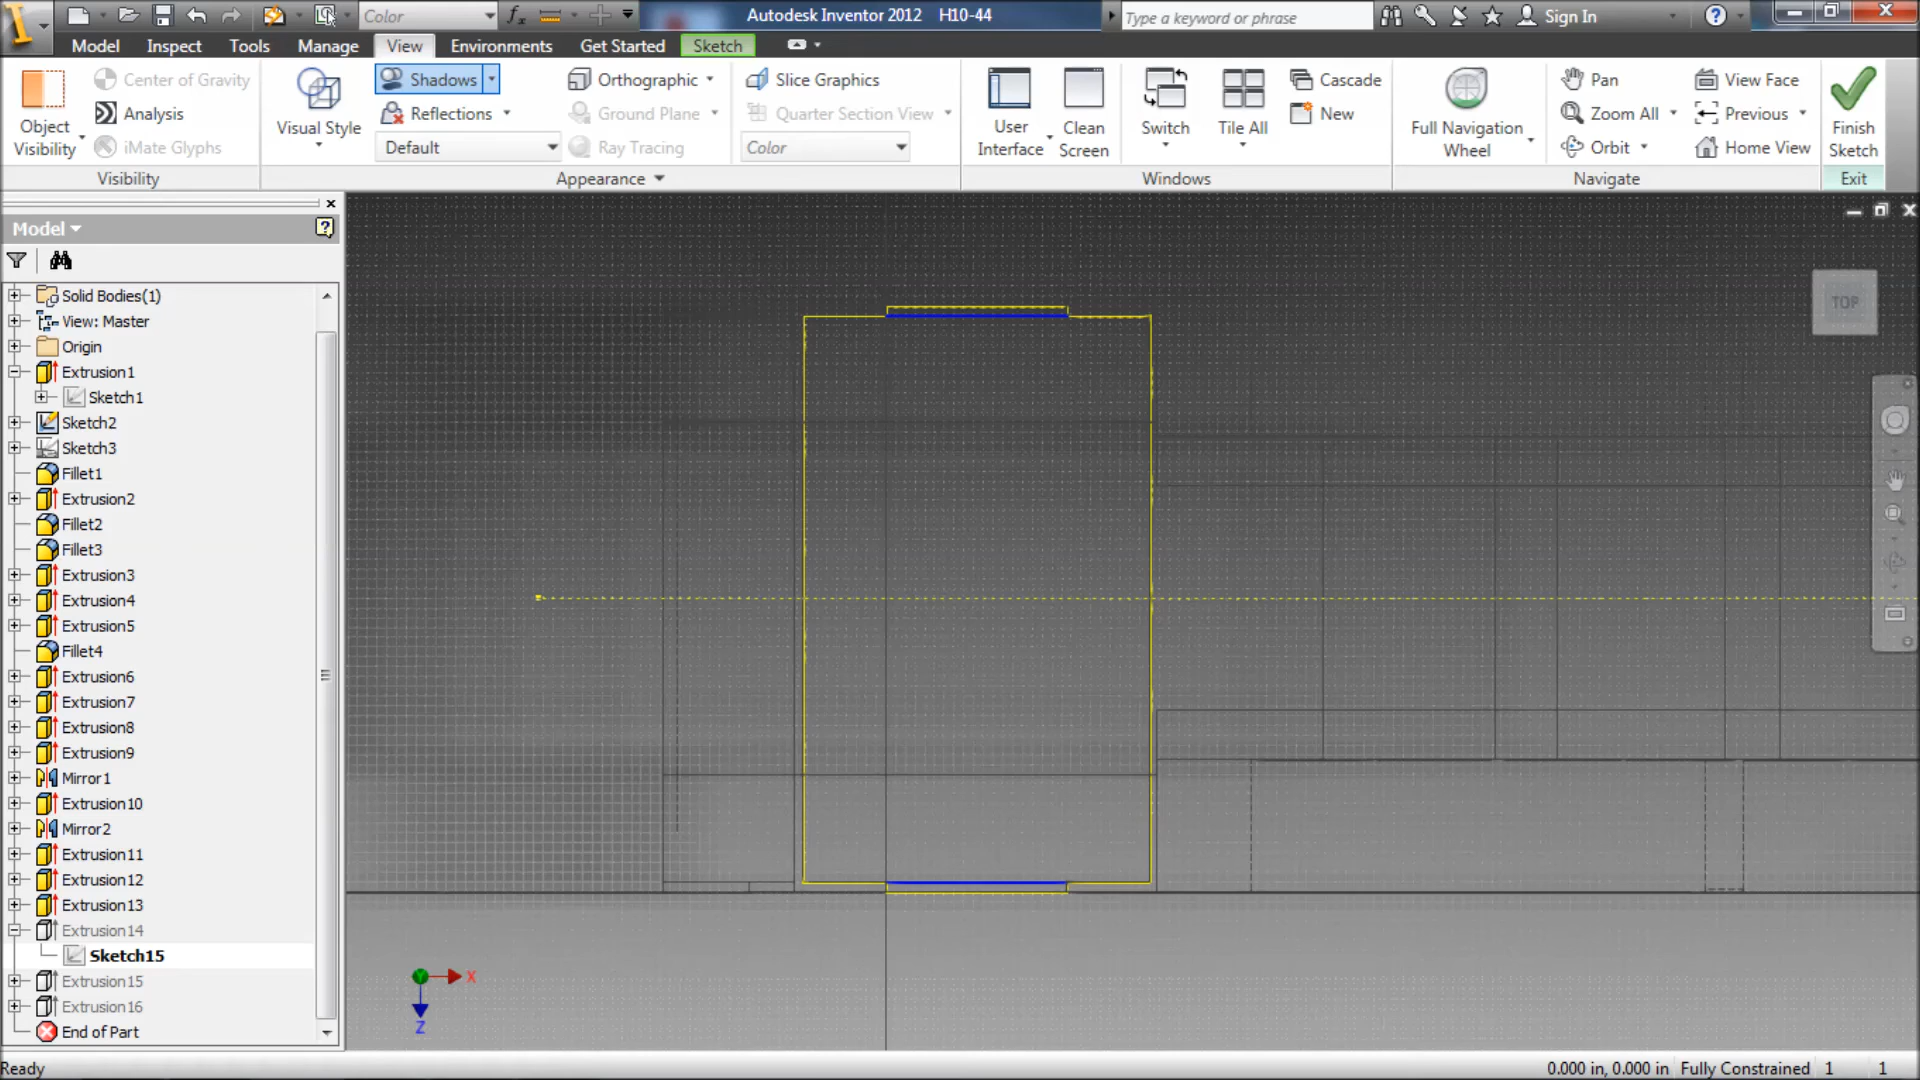 Color
fx
Autodesk Inventor 2012 H10-44
Type a keyword or phrase
Sign In
Model Inspect Tools Manage View Environments Get Started Sketch
Object Visibility
Center of Gravity
Analysis
iMate Glyphs
Visibility
Visual Style
Shadows
Reflections
Default
Orthographic
Ground Plane
Ray Tracing
Appearance
Slice Graphics
Quarter Section View
Color
User Interface
Clean Screen
Switch
Tile All
Cascade
New
Windows
Full Navigation Wheel
Pan
Zoom All
Orbit
View Face
Previous
Home View
Navigate
Finish Sketch
Exit
Model
Solid Bodies(1)
View: Master
Origin
Extrusion1
Sketch1
Sketch2
Sketch3
Fillet1
Extrusion2
Fillet2
Fillet3
Extrusion3
Extrusion4
Extrusion5
Fillet4
Extrusion6
Extrusion7
Extrusion8
Extrusion9
Mirror1
Extrusion10
Mirror2
Extrusion11
Extrusion12
Extrusion13
Extrusion14
Sketch15
Extrusion15
Extrusion16
End of Part
TOP
X
Z
Ready
0.000 in, 0.000 in Fully Constrained 1 1